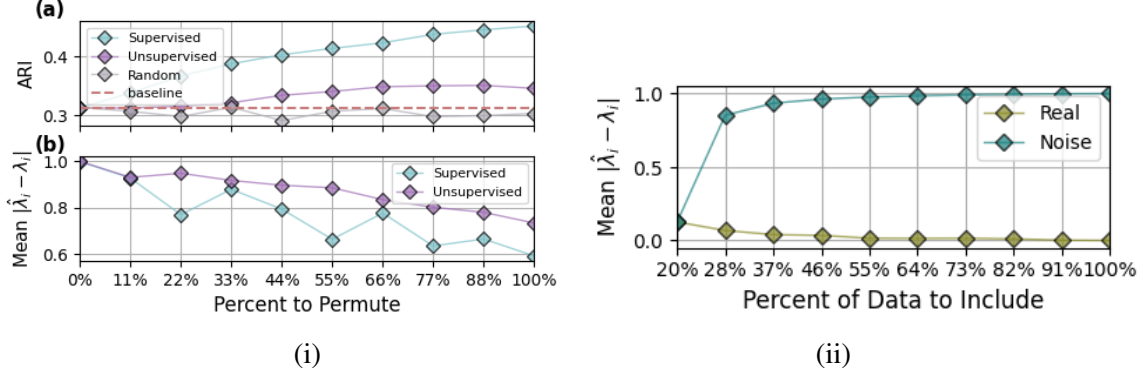 (a)
0.4
0.3
ARI
Supervised
Unsupervised
Random
baseline
(b)
1.0
0.8
0.6
Mean |λ̂ᵢ − λᵢ|
Supervised
Unsupervised
0% 11% 22% 33% 44% 55% 66% 77% 88% 100%
Percent to Permute
(i)
1.0
0.5
0.0
Mean |λ̂ᵢ − λᵢ|
Real
Noise
20% 28% 37% 46% 55% 64% 73% 82% 91% 100%
Percent of Data to Include
(ii)